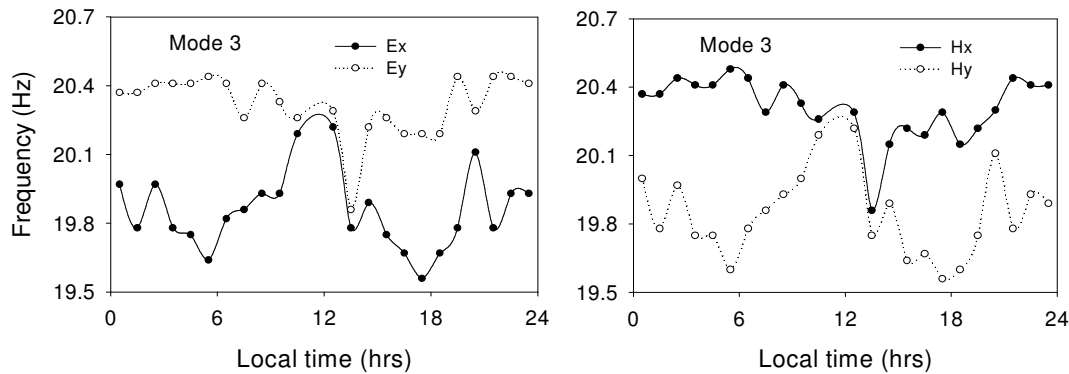 20.7
20.4
20.1
19.8
19.5
Frequency (Hz)
Mode 3
Ex
Ey
0
6
12
18
24
Local time (hrs)
20.7
20.4
20.1
19.8
19.5
Mode 3
Hx
Hy
0
6
12
18
24
Local time (hrs)